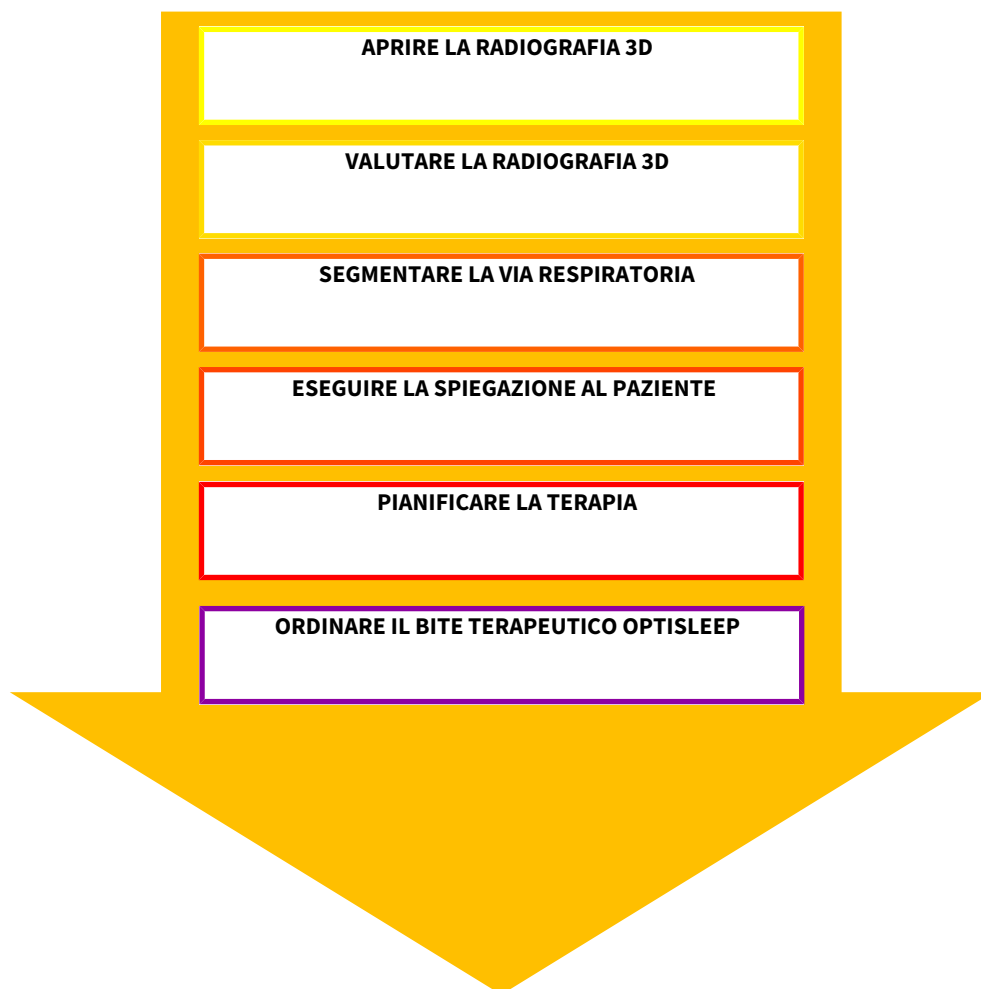 APRIRE LA RADIOGRAFIA 3D
VALUTARE LA RADIOGRAFIA 3D
SEGMENTARE LA VIA RESPIRATORIA
ESEGUIRE LA SPIEGAZIONE AL PAZIENTE
PIANIFICARE LA TERAPIA
ORDINARE IL BITE TERAPEUTICO OPTISLEEP